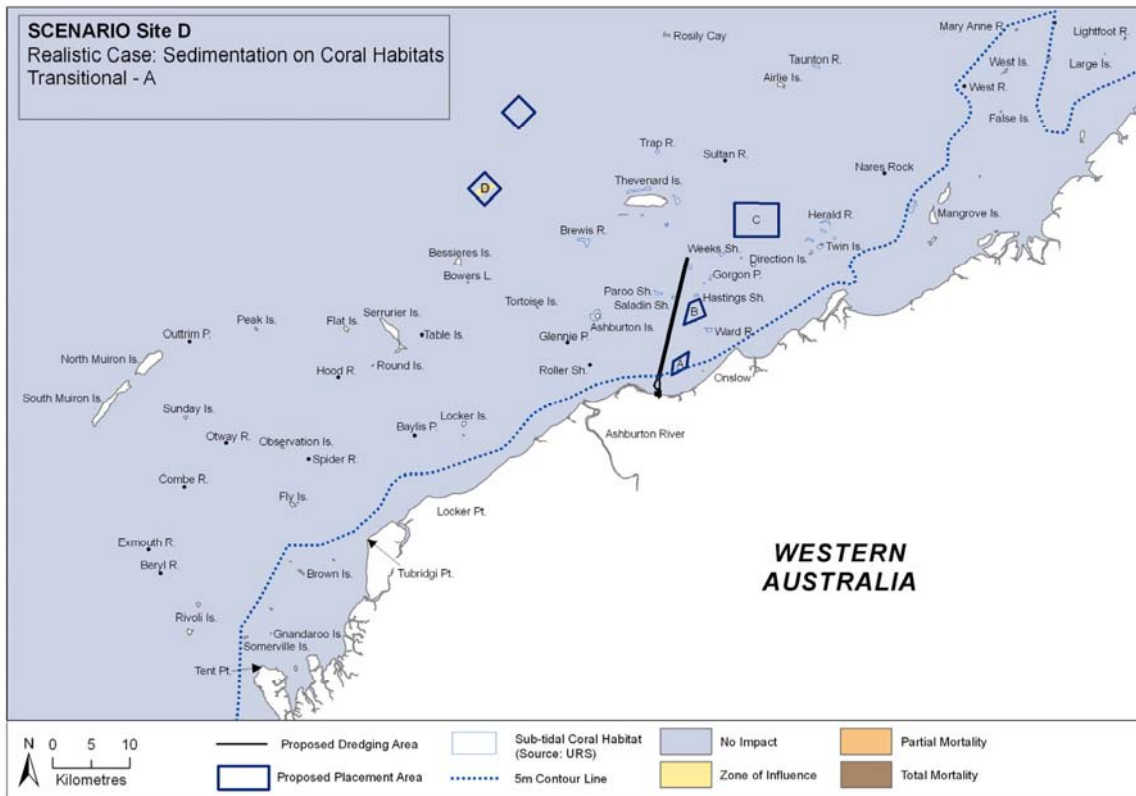 SCENARIO Site D
Realistic Case: Sedimentation on Coral Habitats
Transitional - A
Rosily Cay
Mary Anne R.
Lightfoot R.
Taunton R.
West Is.
Large Is.
Airlie Is.
West R.
False Is.
Trap R.
Sultan R.
Nares Rock
D
Thevenard Is.
C
Herald R.
Mangrove Is.
Brewis R.
Weeks Sh.
Twin Is.
Bessieres Is.
Direction Is.
Bowers L.
Gorgon P.
Paroo Sh.
Hastings Sh.
Tortoise Is.
Saladin Sh.
B
Serrurier Is.
Ashburton Is.
Peak Is.
Flat Is.
Table Is.
Ward R.
Outtrim P.
Glennie P.
North Muiron Is.
Round Is.
A
Hood R.
Roller Sh.
Onslow
South Muiron Is.
Sunday Is.
Locker Is.
Baylis P.
Ashburton River
Otway R.
Observation Is.
Spider R.
Combe R.
Fly Is.
Locker Pt.
Exmouth R.
WESTERN
AUSTRALIA
Beryl R.
Brown Is.
Tubridgi Pt.
Rivoli Is.
Gnandaroo Is.
Somerville Is.
Tent Pt.
N
0 5 10
Kilometres
Proposed Dredging Area
Proposed Placement Area
Sub-tidal Coral Habitat
(Source: URS)
5m Contour Line
No Impact
Zone of Influence
Partial Mortality
Total Mortality